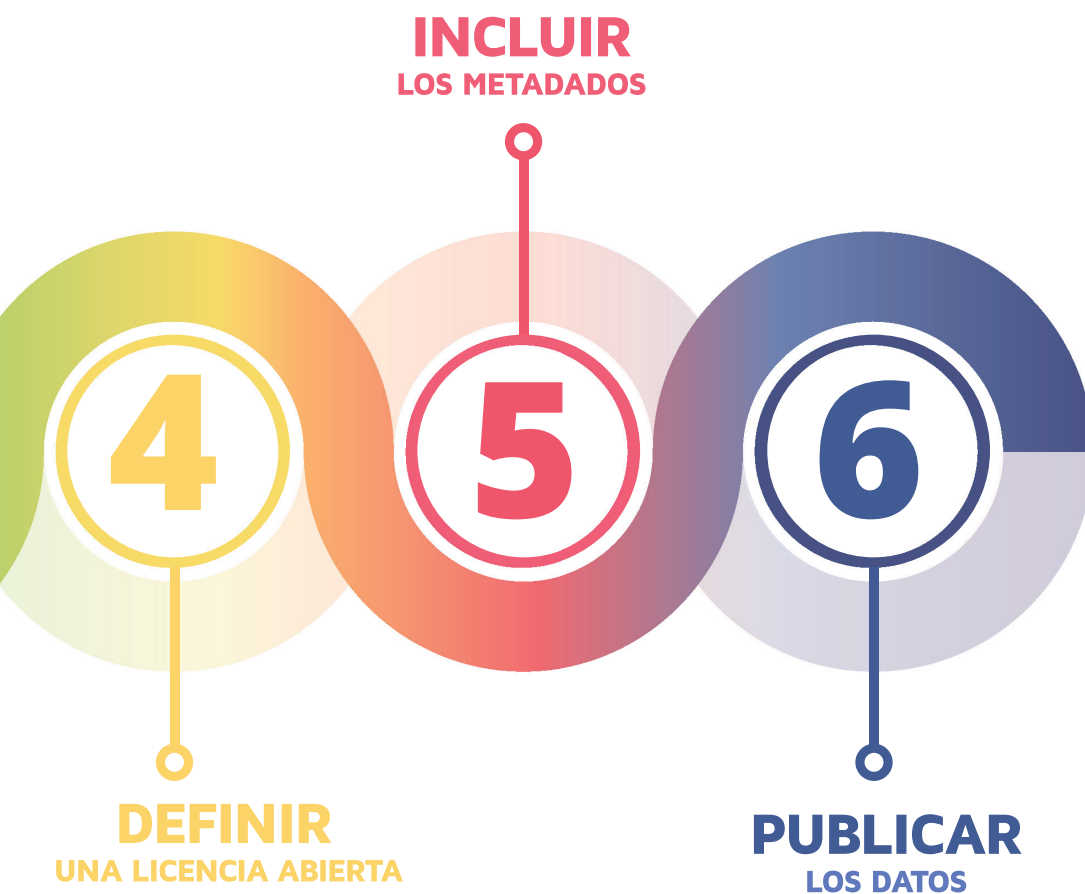 INCLUIR
LOS METADADOS
4
5
6
DEFINIR
UNA LICENCIA ABIERTA
PUBLICAR
LOS DATOS